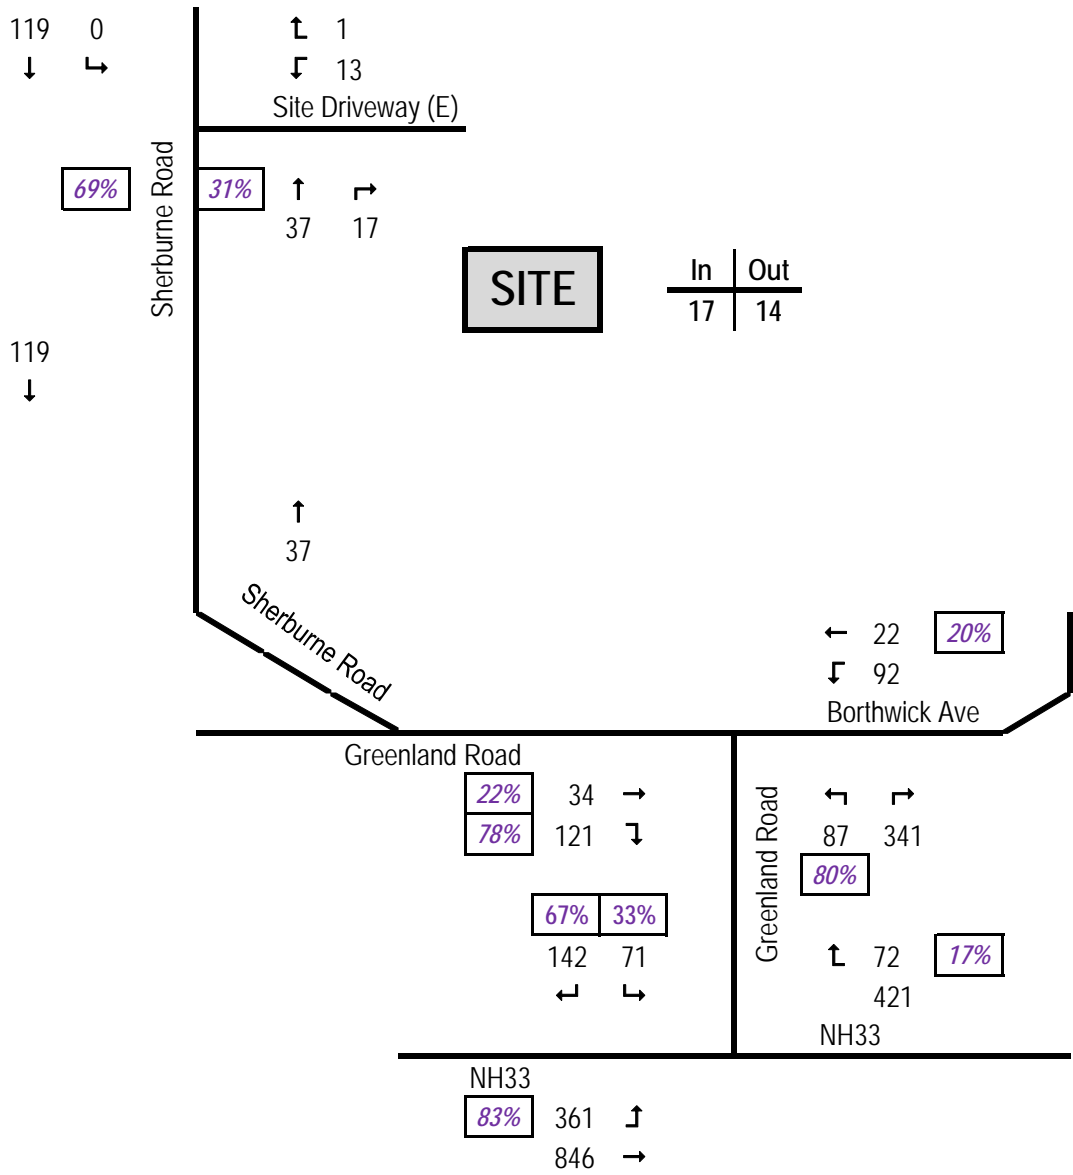 119 0
1
13
Site Driveway (E)
69%
Sherburne Road
31%
37 17
SITE
In Out
17 14
119
37
Sherburne Road
22 20%
92
Borthwick Ave
Greenland Road
22% 34
78% 121
Greenland Road
87 341
80%
67% 33%
142 71
72 17%
421
NH33
NH33
83% 361
846